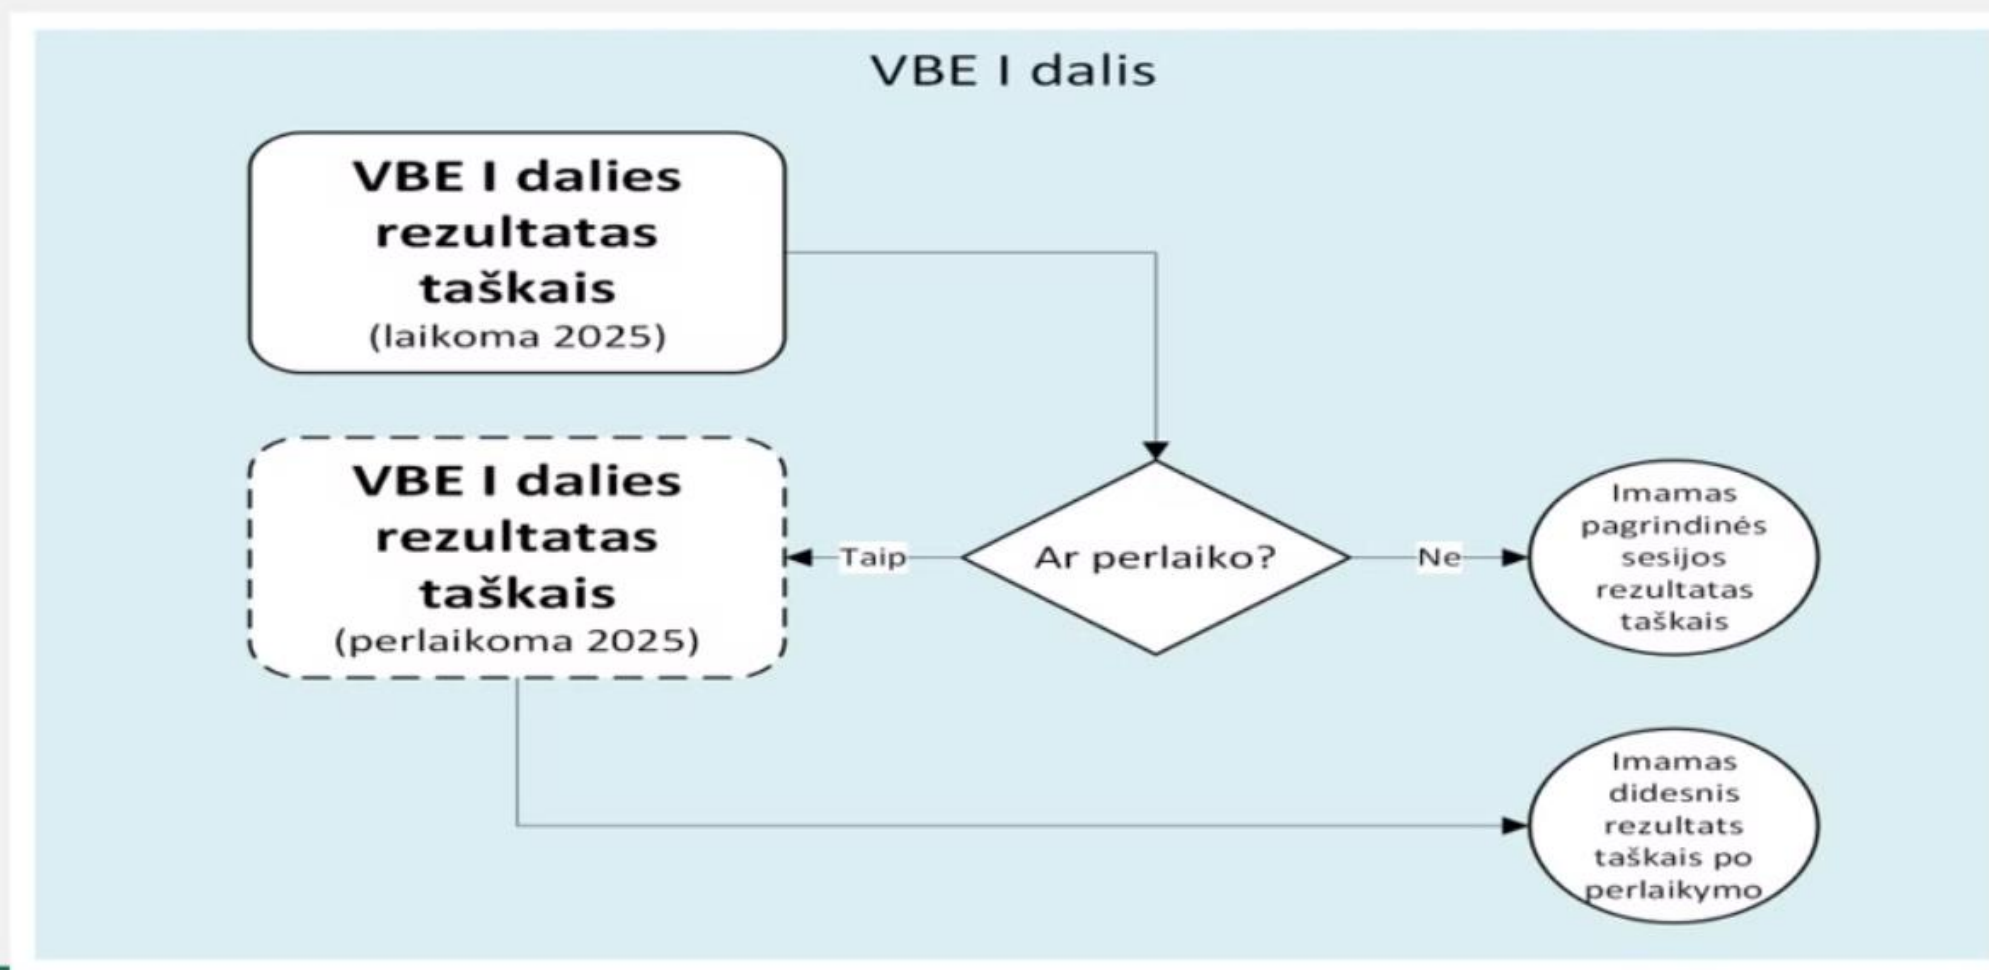 VBE I dalis
VBE I dalies
rezultatas
taškais
(laikoma 2025)
VBE I dalies
rezultatas
taškais
(perlaikoma 2025)
Taip
Ar perlaiko?
Ne
Imamas
pagrindinės
sesijos
rezultatas
taškais
Imamas
didesnis
rezultats
taškais po
perlaikymo